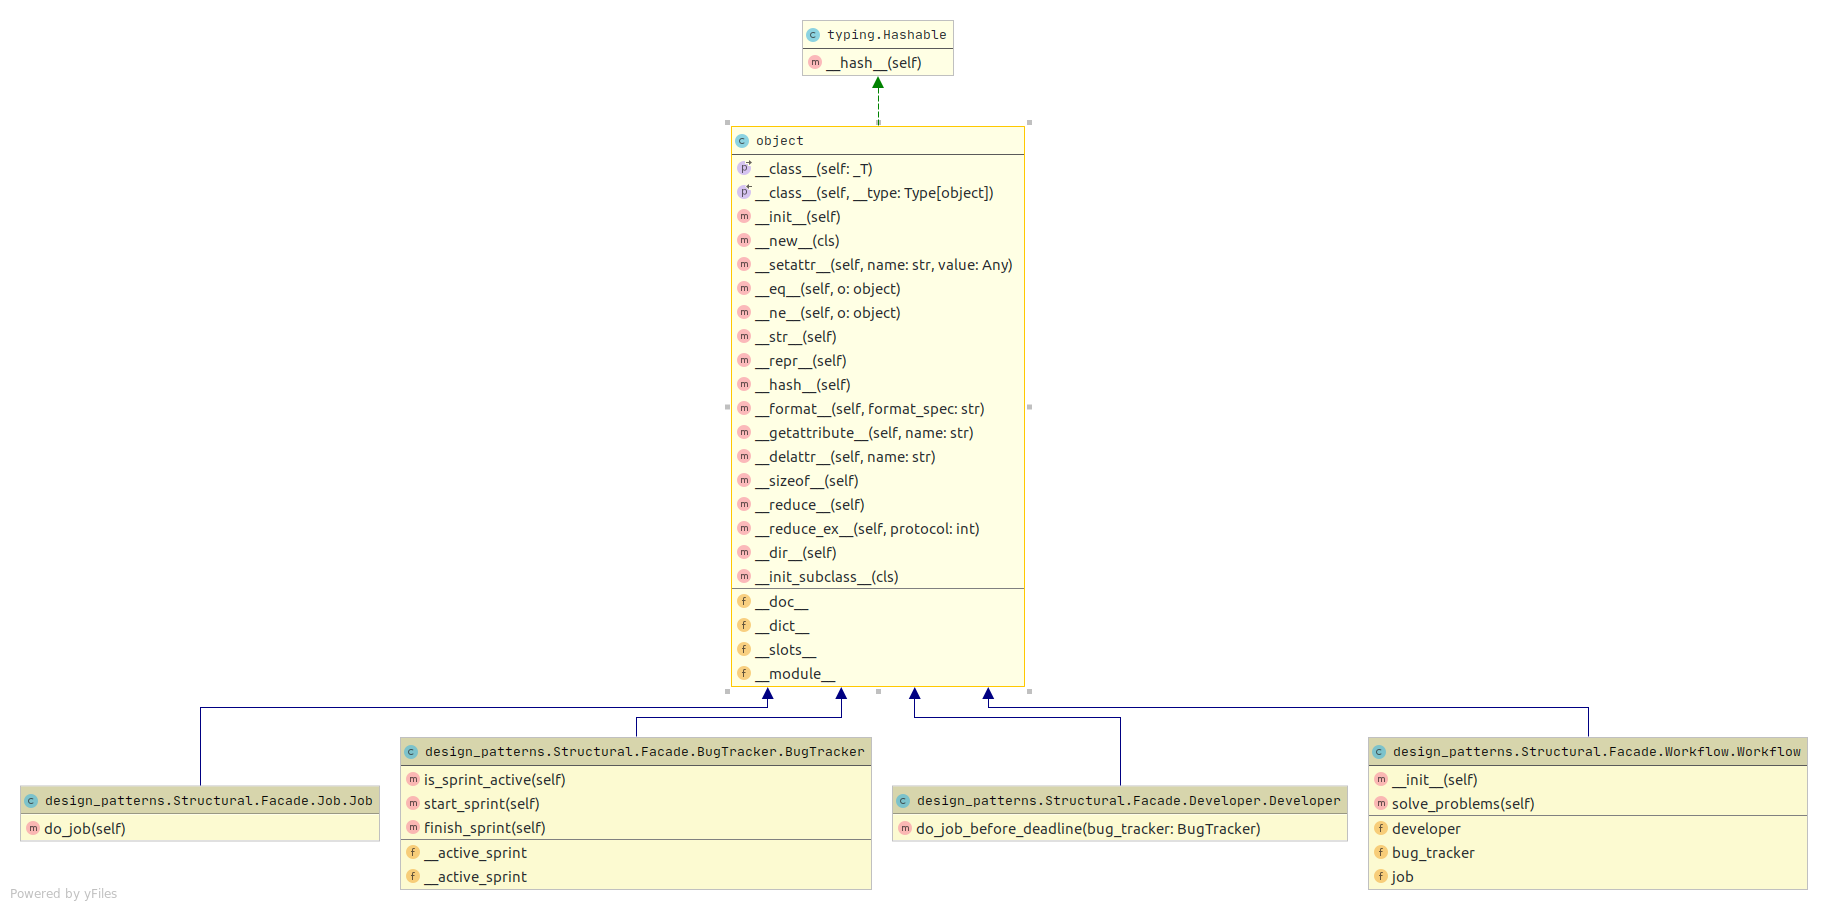 typing.Hashable
__hash__(self)
object
__class__(self: _T)
__class__(self, __type: Type[object])
__init__(self)
__new__(cls)
__setattr__(self, name: str, value: Any)
__eq__(self, o: object)
__ne__(self, o: object)
__str__(self)
__repr__(self)
__hash__(self)
__format__(self, format_spec: str)
__getattribute__(self, name: str)
__delattr__(self, name: str)
__sizeof__(self)
__reduce__(self)
__reduce_ex__(self, protocol: int)
__dir__(self)
__init_subclass__(cls)
__doc__
__dict__
__slots__
__module__
design_patterns.Structural.Facade.Job.Job
do_job(self)
design_patterns.Structural.Facade.BugTracker.BugTracker
is_sprint_active(self)
start_sprint(self)
finish_sprint(self)
__active_sprint
__active_sprint
design_patterns.Structural.Facade.Developer.Developer
do_job_before_deadline(bug_tracker: BugTracker)
design_patterns.Structural.Facade.Workflow.Workflow
__init__(self)
solve_problems(self)
developer
bug_tracker
job
Powered by yFiles